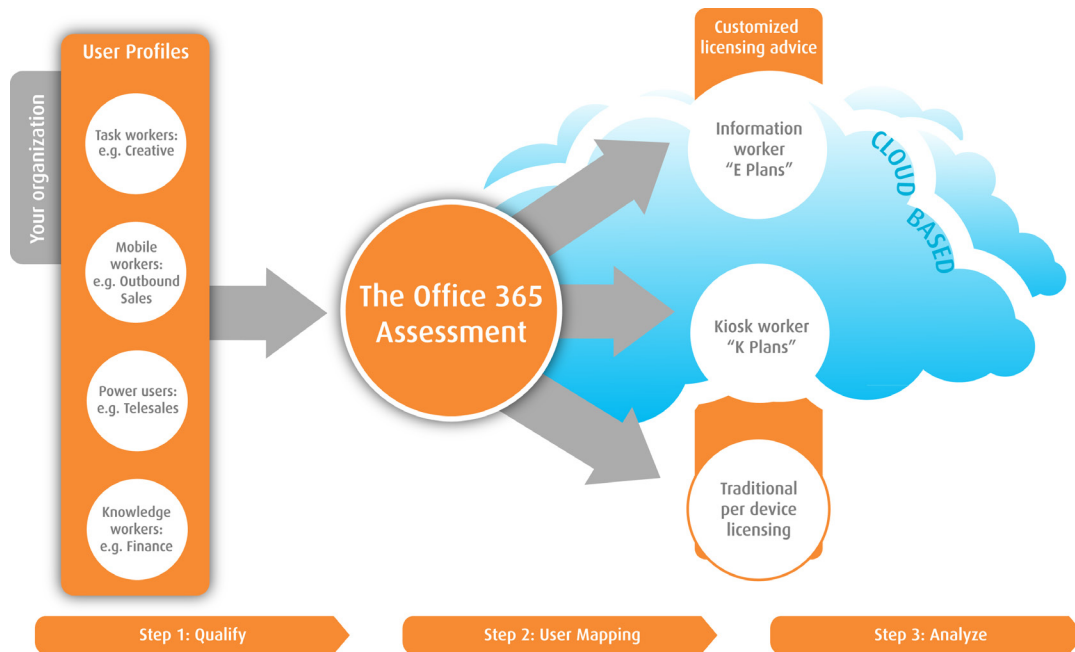 Your organization
User Profiles
Task workers:
e.g. Creative
Mobile
workers:
e.g. Outbound
Sales
Power users:
e.g. Telesales
Knowledge
workers:
e.g. Finance
The Office 365
Assessment
Customized
licensing advice
Information
worker
“E Plans”
CLOUD BASED
Kiosk worker
“K Plans”
Traditional
per device
licensing
Step 1: Qualify
Step 2: User Mapping
Step 3: Analyze